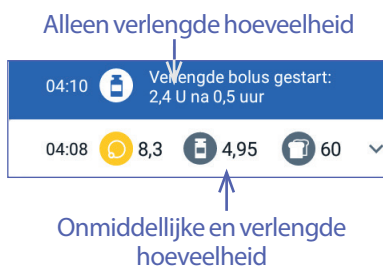 Alleen verlengde hoeveelheid
04:10 Verlengde bolus gestart:
2,4 U na 0,5 uur
04:08 8,3 4,95 60
Onmiddellijke en verlengde
hoeveelheid